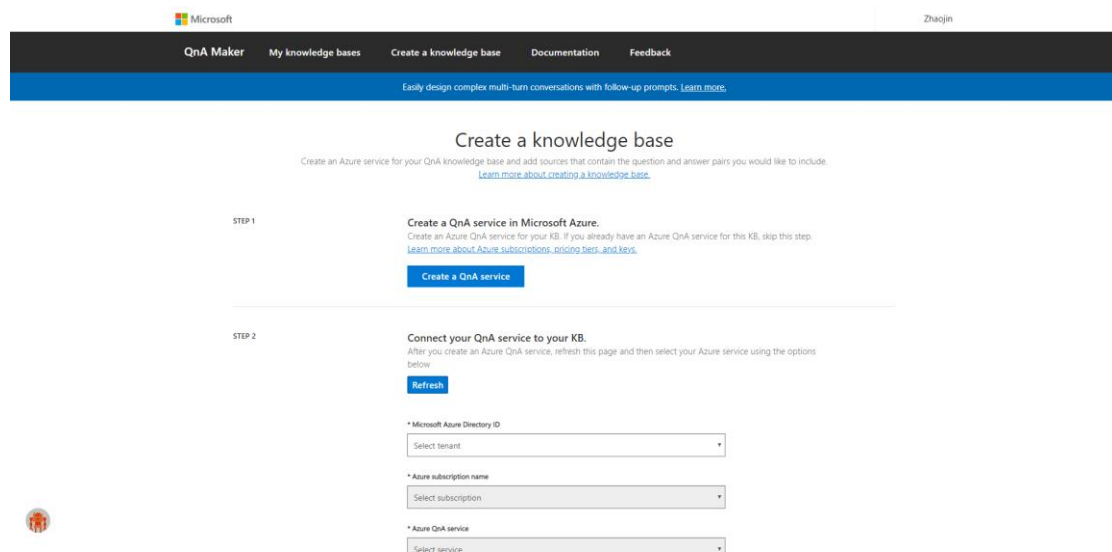 Microsoft
Zhaojin
QnA Maker My knowledge bases Create a knowledge base Documentation Feedback
Easily design complex multi-turn conversations with follow-up prompts. Learn more.
Create a knowledge base
Create an Azure service for your QnA knowledge base and add sources that contain the question and answer pairs you would like to include.
Learn more about creating a knowledge base.
STEP 1
Create a QnA service in Microsoft Azure.
Create an Azure QnA service for your KB. If you already have an Azure QnA service for this KB, skip this step.
Learn more about Azure subscriptions, pricing tiers, and keys.
Create a QnA service
STEP 2
Connect your QnA service to your KB.
After you create an Azure QnA service, refresh this page and then select your Azure service using the options
below
Refresh
* Microsoft Azure Directory ID
Select tenant
* Azure subscription name
Select subscription
* Azure QnA service
Select service